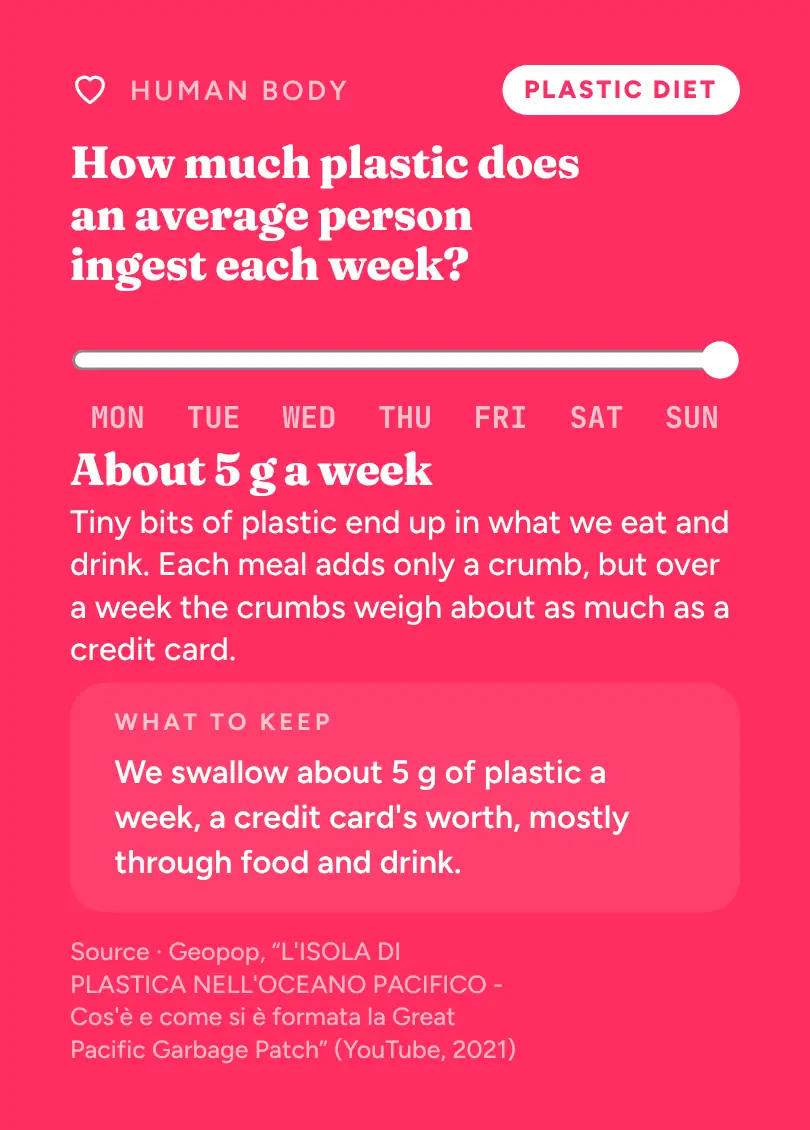 HUMAN BODY
PLASTIC DIET
How much plastic does
an average person
ingest each week?
MON TUE WED THU FRI SAT SUN
About 5 g a week
Tiny bits of plastic end up in what we eat and
drink. Each meal adds only a crumb, but over
a week the crumbs weigh about as much as a
credit card.
WHAT TO KEEP
We swallow about 5 g of plastic a
week, a credit card's worth, mostly
through food and drink.
Source · Geopop, “L'ISOLA DI
PLASTICA NELL'OCEANO PACIFICO -
Cos'è e come si è formata la Great
Pacific Garbage Patch” (YouTube, 2021)